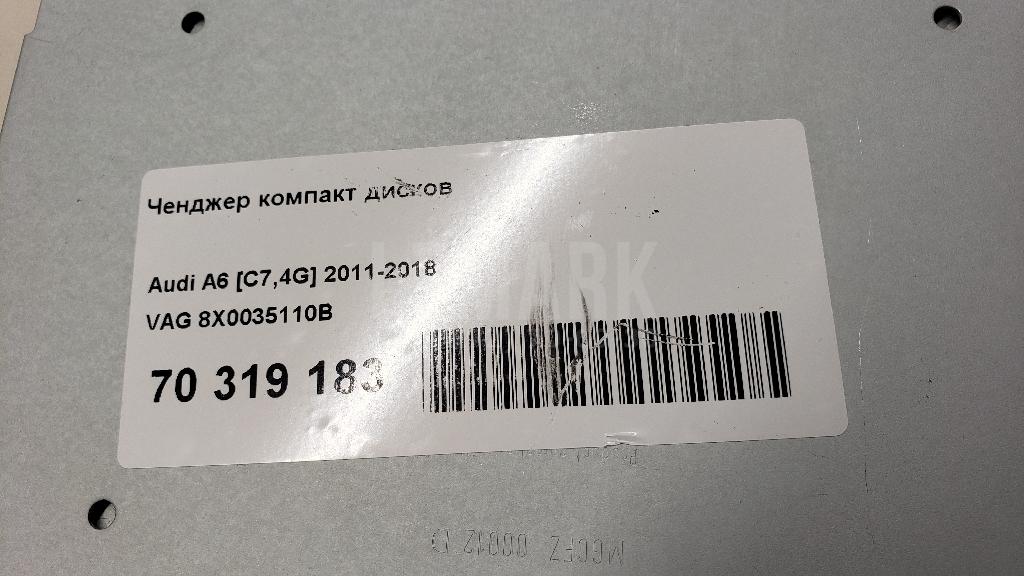 Ченджер компакт дисков
Audi A6 [C7,4G] 2011-2018
VAG 8X0035110B
70 319 183